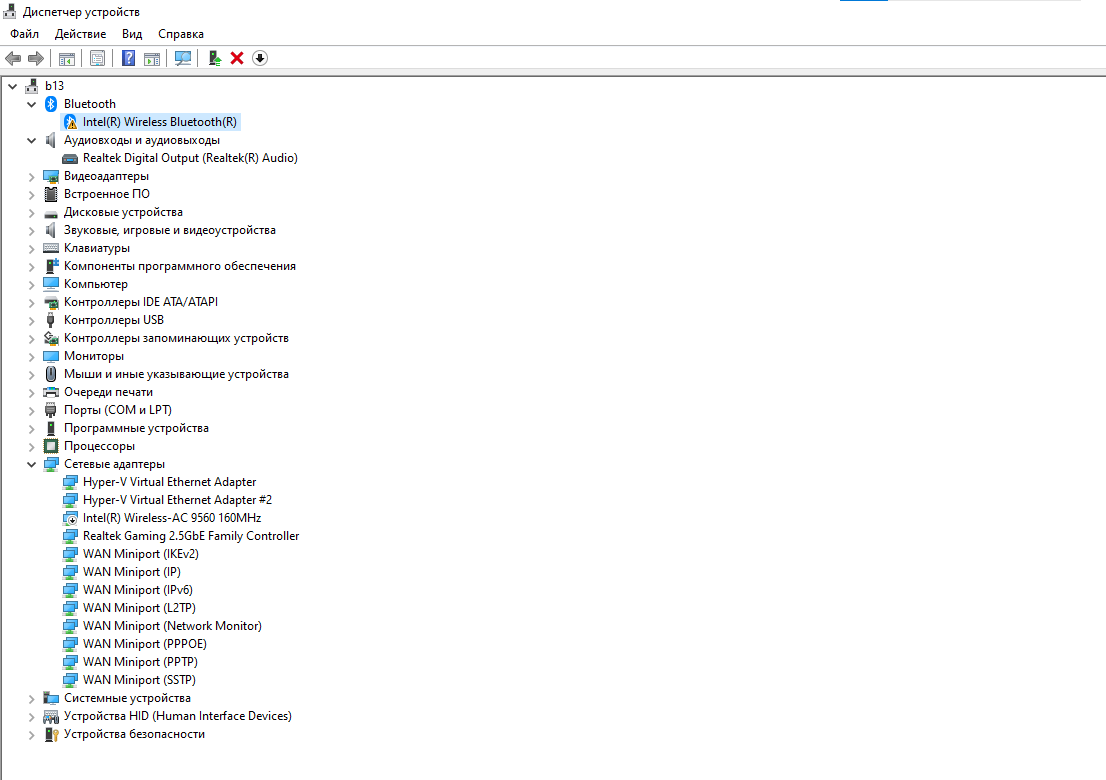 Диспетчер устройств
Файл Действие Вид Справка
b13
Bluetooth
Intel(R) Wireless Bluetooth(R)
Аудиовходы и аудиовыходы
Realtek Digital Output (Realtek(R) Audio)
Видеоадаптеры
Встроенное ПО
Дисковые устройства
Звуковые, игровые и видеоустройства
Клавиатуры
Компоненты программного обеспечения
Компьютер
Контроллеры IDE ATA/ATAPI
Контроллеры USB
Контроллеры запоминающих устройств
Мониторы
Мыши и иные указывающие устройства
Очереди печати
Порты (COM и LPT)
Программные устройства
Процессоры
Сетевые адаптеры
Hyper-V Virtual Ethernet Adapter
Hyper-V Virtual Ethernet Adapter #2
Intel(R) Wireless-AC 9560 160MHz
Realtek Gaming 2.5GbE Family Controller
WAN Miniport (IKEv2)
WAN Miniport (IP)
WAN Miniport (IPv6)
WAN Miniport (L2TP)
WAN Miniport (Network Monitor)
WAN Miniport (PPPOE)
WAN Miniport (PPTP)
WAN Miniport (SSTP)
Системные устройства
Устройства HID (Human Interface Devices)
Устройства безопасности